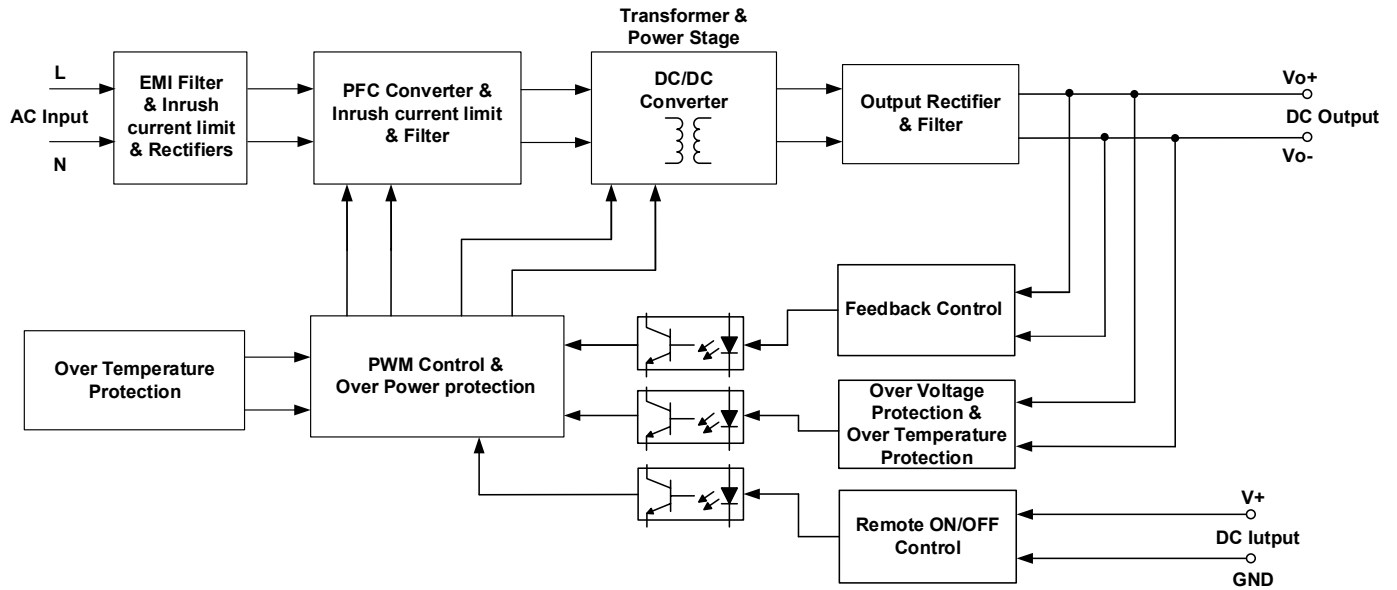 Transformer &
Power Stage
L
AC Input
N
EMI Filter
& Inrush
current limit
& Rectifiers
PFC Converter &
Inrush current limit
& Filter
DC/DC
Converter
Output Rectifier
& Filter
Vo+
DC Output
Vo-
Feedback Control
Over Temperature
Protection
PWM Control &
Over Power protection
Over Voltage
Protection &
Over Temperature
Protection
Remote ON/OFF
Control
V+
DC Iutput
GND